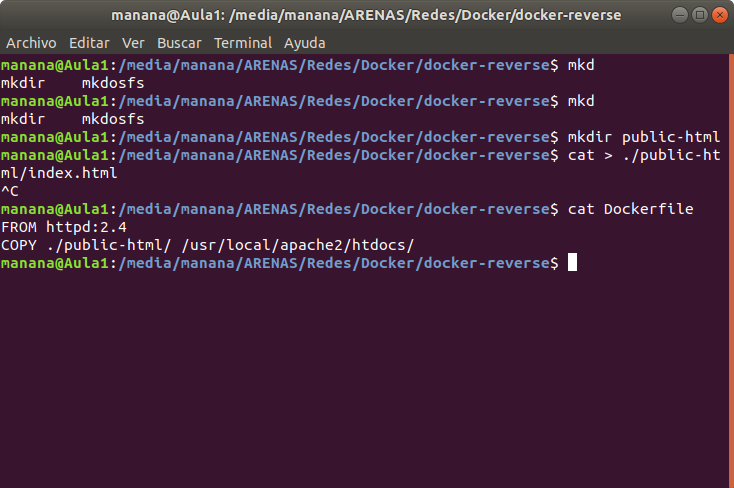 manana@Aula1: /media/manana/ARENAS/Redes/Docker/docker-reverse
Archivo Editar Ver Buscar Terminal Ayuda
manana@Aula1:/media/manana/ARENAS/Redes/Docker/docker-reverse$ mkd
mkdir    mkdosfs
manana@Aula1:/media/manana/ARENAS/Redes/Docker/docker-reverse$ mkd
mkdir    mkdosfs
manana@Aula1:/media/manana/ARENAS/Redes/Docker/docker-reverse$ mkdir public-html
manana@Aula1:/media/manana/ARENAS/Redes/Docker/docker-reverse$ cat > ./public-ht
ml/index.html
^C
manana@Aula1:/media/manana/ARENAS/Redes/Docker/docker-reverse$ cat Dockerfile
FROM httpd:2.4
COPY ./public-html/ /usr/local/apache2/htdocs/
manana@Aula1:/media/manana/ARENAS/Redes/Docker/docker-reverse$